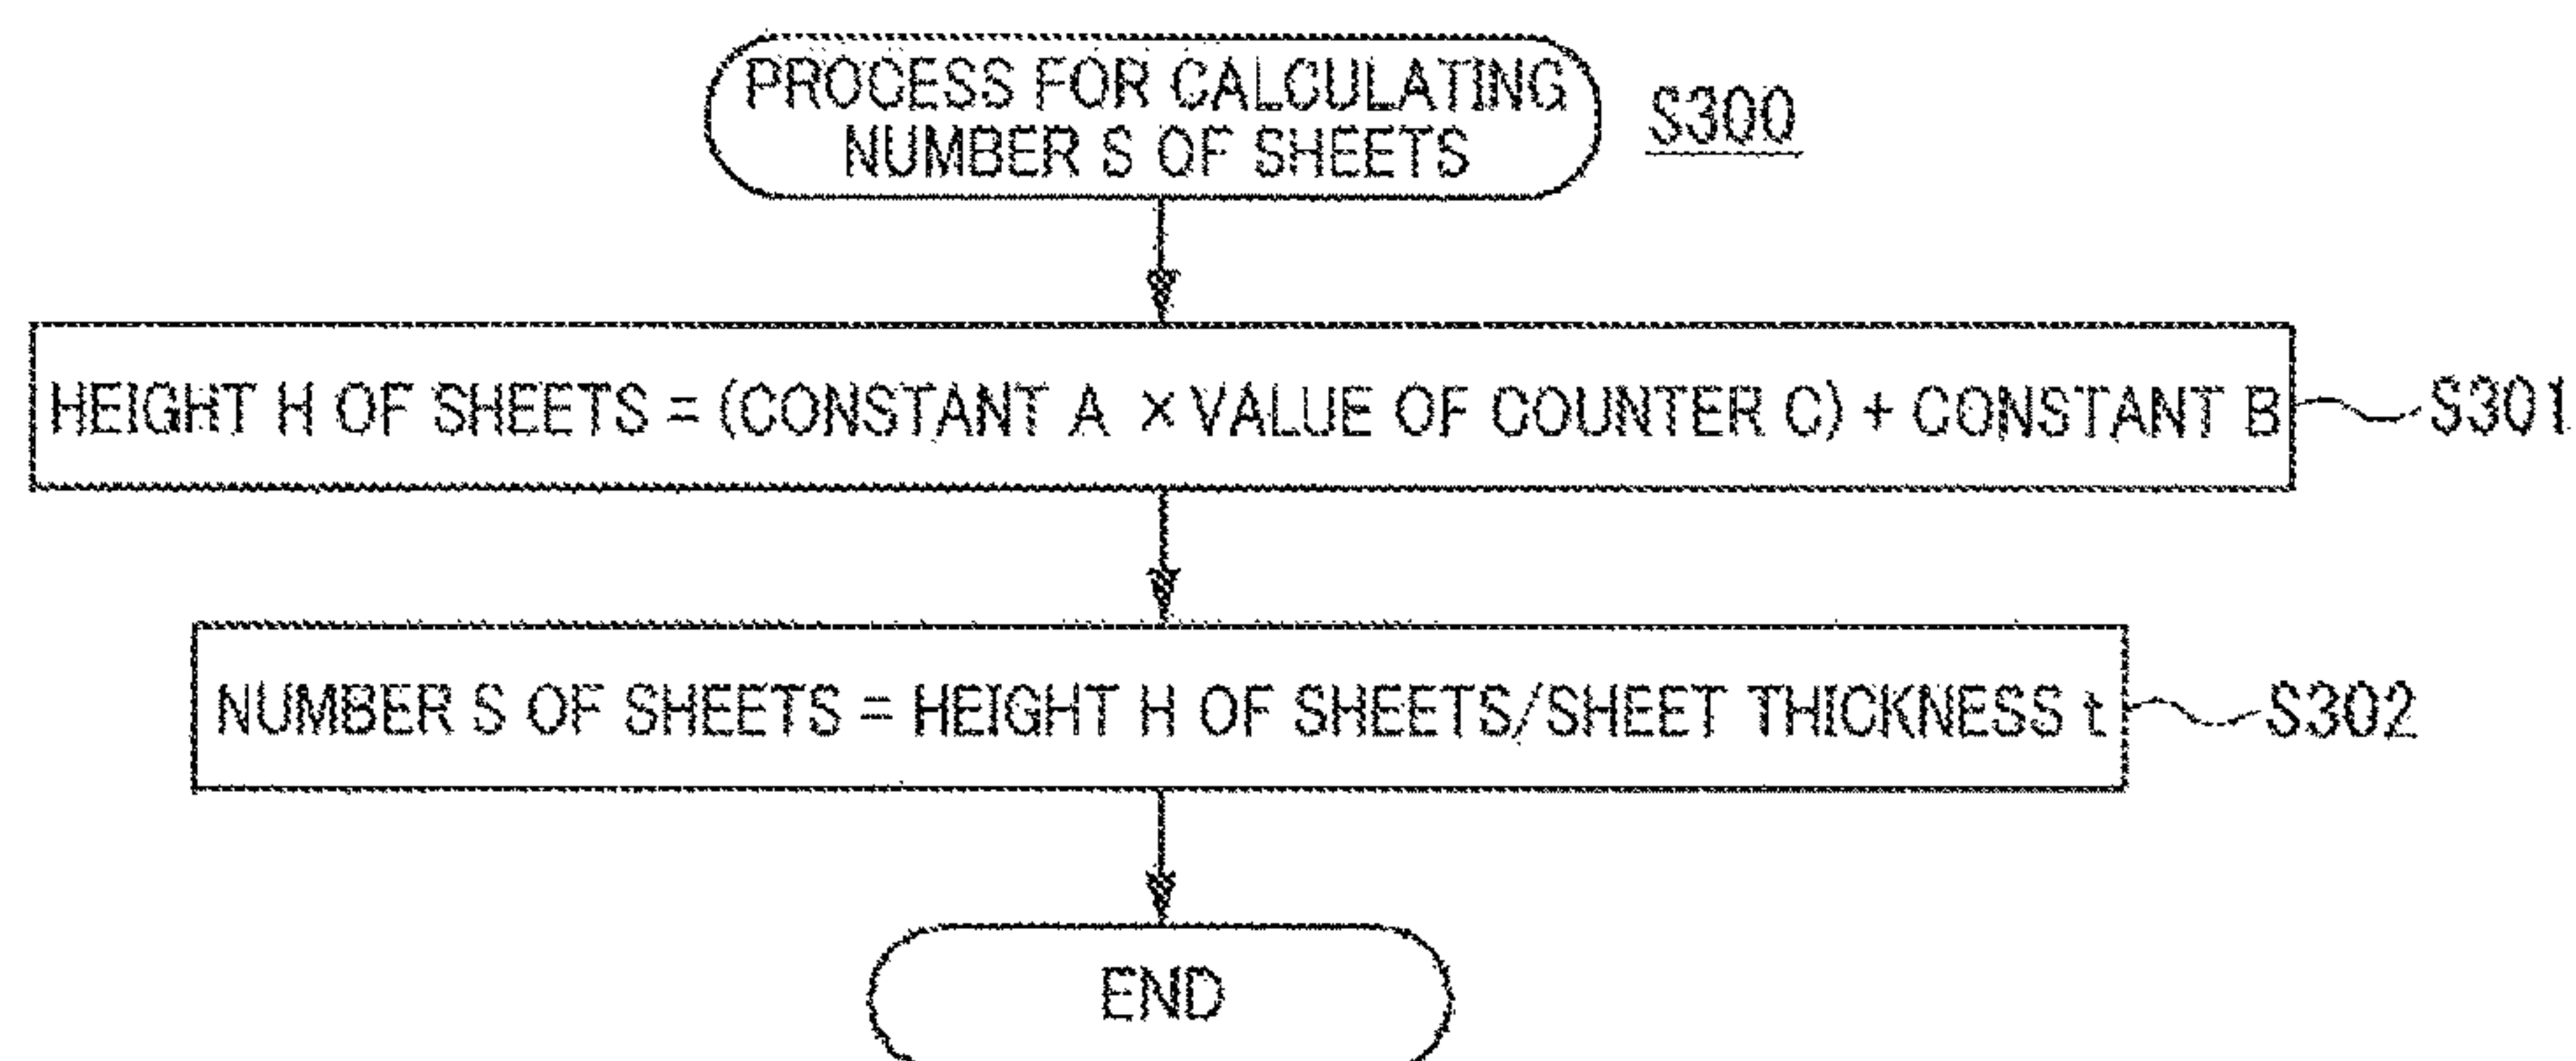 PROCESS FOR CALCULATING
NUMBER S OF SHEETS
S300
HEIGHT H OF SHEETS = (CONSTANT A × VALUE OF COUNTER C) + CONSTANT B
S301
NUMBER S OF SHEETS = HEIGHT H OF SHEETS/SHEET THICKNESS t
S302
END